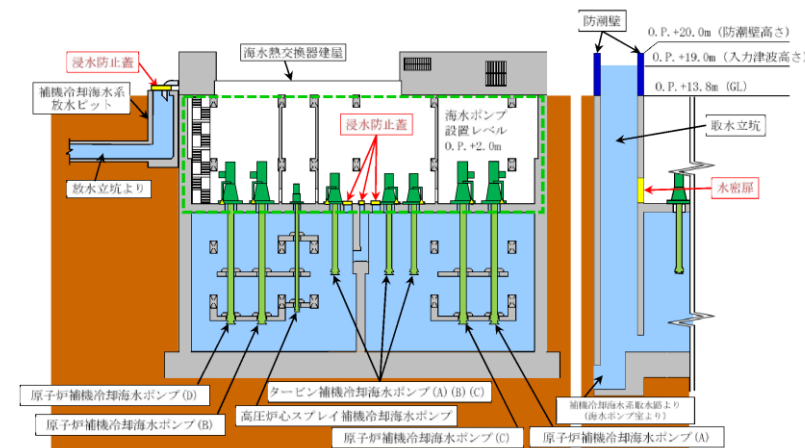 海水熱交換器建屋
浸水防止蓋
補機冷却海水系
放水ピット
放水立坑より
浸水防止蓋
海水ポンプ
設置レベル
O.P.+2.0m
防潮壁
O.P.+20.0m (防潮壁高さ)
O.P.+19.0m (入力津波高さ)
O.P.+13.8m (GL)
取水立坑
水密扉
原子炉補機冷却海水ポンプ(D)
原子炉補機冷却海水ポンプ(B)
高圧炉心スプレイ補機冷却海水ポンプ
タービン補機冷却海水ポンプ(A)(B)(C)
原子炉補機冷却海水ポンプ(C)
原子炉補機冷却海水ポンプ(A)
補機冷却海水系取水路より
(海水ポンプ室より)